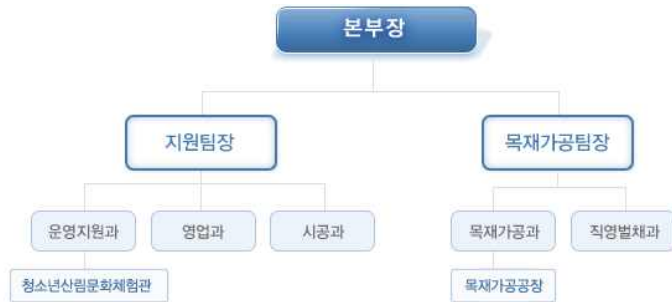 본부장
지원팀장
목재가공팀장
운영지원과
영업과
시공과
목재가공과
직영벌채과
청소년산림문화체험관
목재가공공장